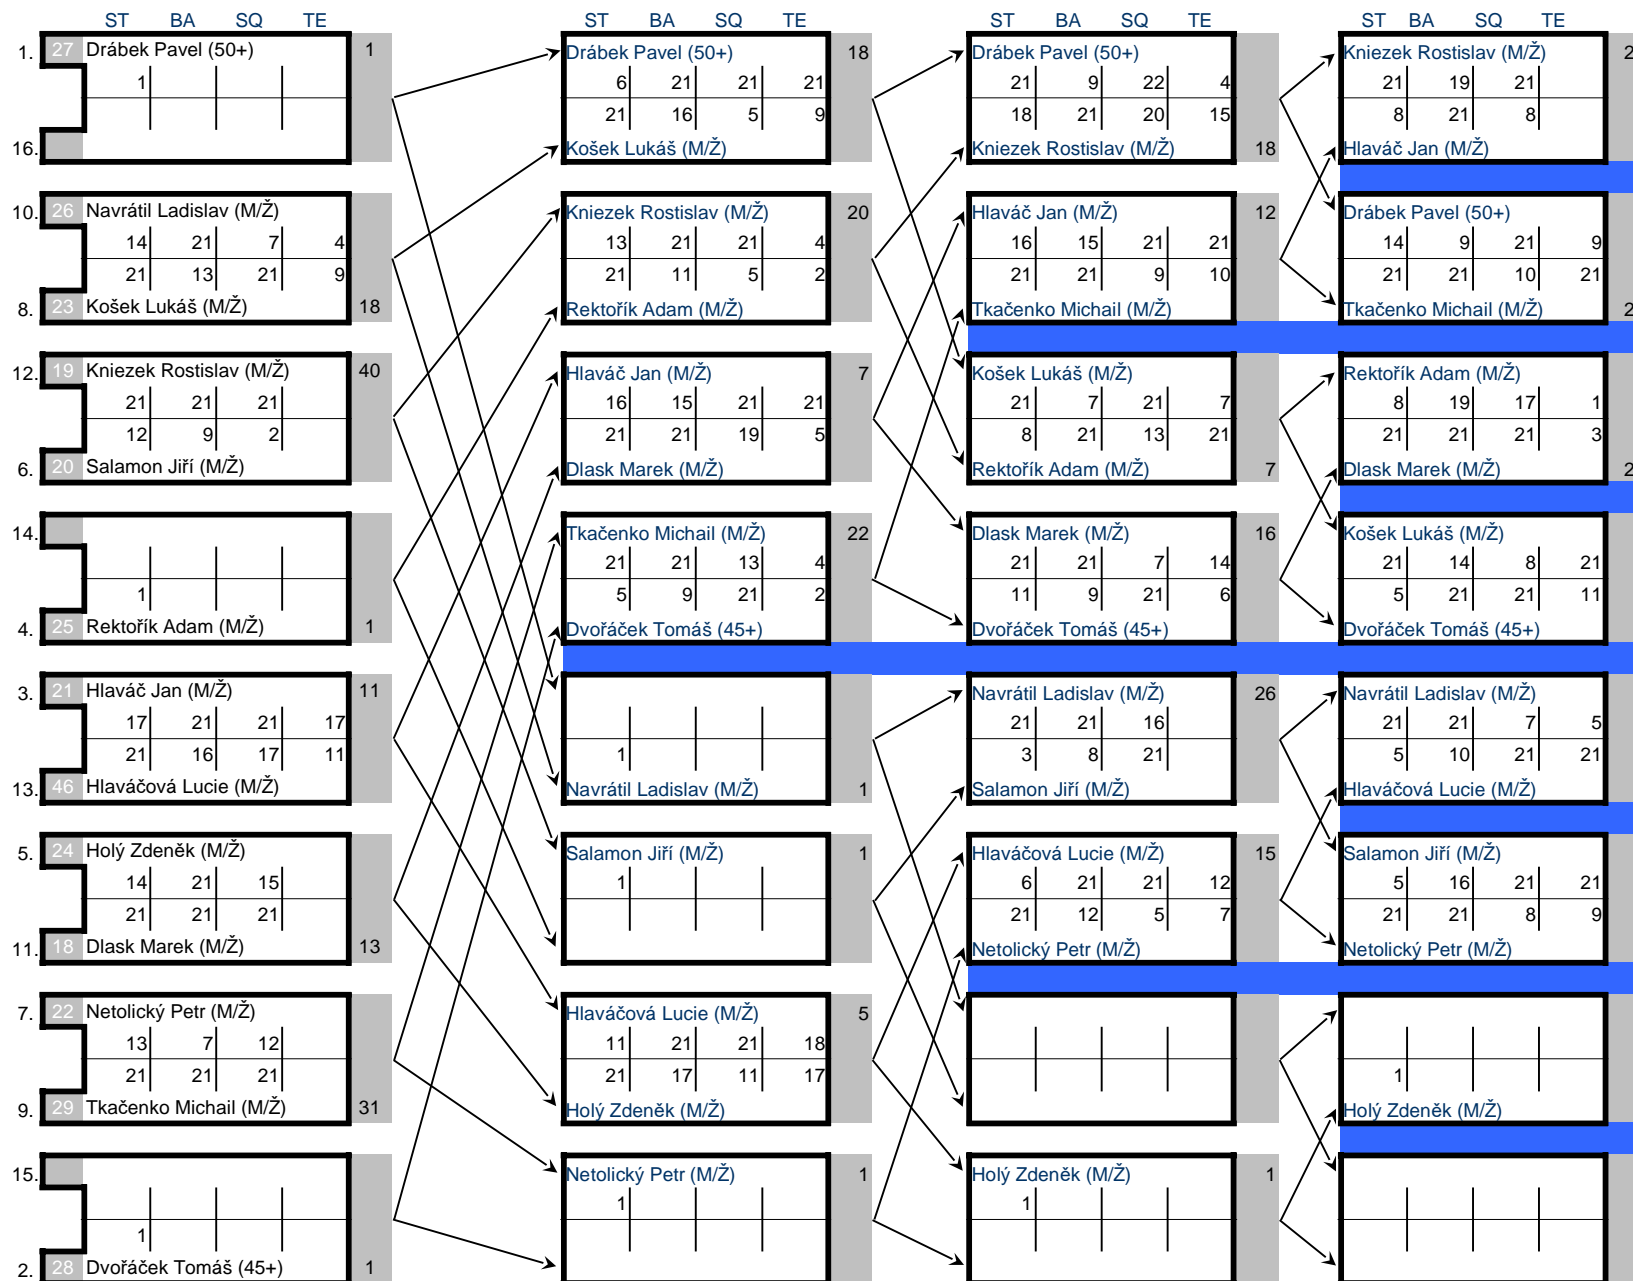 ST BA SQ TE ST BA SQ TE ST BA SQ TE ST BA SQ TE
1. 27 Drábek Pavel (50+) 1
1
16.
10. 26 Navrátil Ladislav (M/Ž)
14 21 7 4
21 13 21 9
8. 23 Košek Lukáš (M/Ž) 18
12. 19 Kniezek Rostislav (M/Ž) 40
21 21 21
12 9 2
6. 20 Salamon Jiří (M/Ž)
14.
1
4. 25 Rektořík Adam (M/Ž) 1
3. 21 Hlaváč Jan (M/Ž) 11
17 21 21 17
21 16 17 11
13. 46 Hlaváčová Lucie (M/Ž)
5. 24 Holý Zdeněk (M/Ž)
14 21 15
21 21 21
11. 18 Dlask Marek (M/Ž) 13
7. 22 Netolický Petr (M/Ž)
13 7 12
21 21 21
9. 29 Tkačenko Michail (M/Ž) 31
15.
1
2. 28 Dvořáček Tomáš (45+) 1
Drábek Pavel (50+) 18
6 21 21 21
21 16 5 9
Košek Lukáš (M/Ž)
Kniezek Rostislav (M/Ž) 20
13 21 21 4
21 11 5 2
Rektořík Adam (M/Ž)
Hlaváč Jan (M/Ž) 7
16 15 21 21
21 21 19 5
Dlask Marek (M/Ž)
Tkačenko Michail (M/Ž) 22
21 21 13 4
5 9 21 2
Dvořáček Tomáš (45+)
1
Navrátil Ladislav (M/Ž) 1
Salamon Jiří (M/Ž) 1
1
Hlaváčová Lucie (M/Ž) 5
11 21 21 18
21 17 11 17
Holý Zdeněk (M/Ž)
Netolický Petr (M/Ž) 1
1
Drábek Pavel (50+)
21 9 22 4
18 21 20 15
Kniezek Rostislav (M/Ž) 18
Hlaváč Jan (M/Ž) 12
16 15 21 21
21 21 9 10
Tkačenko Michail (M/Ž)
Košek Lukáš (M/Ž)
21 7 21 7
8 21 13 21
Rektořík Adam (M/Ž) 7
Dlask Marek (M/Ž) 16
21 21 7 14
11 9 21 6
Dvořáček Tomáš (45+)
Navrátil Ladislav (M/Ž) 26
21 21 16
3 8 21
Salamon Jiří (M/Ž)
Hlaváčová Lucie (M/Ž) 15
6 21 21 12
21 12 5 7
Netolický Petr (M/Ž)
Holý Zdeněk (M/Ž) 1
1
Kniezek Rostislav (M/Ž) 2
21 19 21
8 21 8
Hlaváč Jan (M/Ž)
Drábek Pavel (50+)
14 9 21 9
21 21 10 21
Tkačenko Michail (M/Ž) 2
Rektořík Adam (M/Ž)
8 19 17 1
21 21 21 3
Dlask Marek (M/Ž) 2
Košek Lukáš (M/Ž)
21 14 8 21
5 21 21 11
Dvořáček Tomáš (45+)
Navrátil Ladislav (M/Ž)
21 21 7 5
5 10 21 21
Hlaváčová Lucie (M/Ž)
Salamon Jiří (M/Ž)
5 16 21 21
21 21 8 9
Netolický Petr (M/Ž)
1
Holý Zdeněk (M/Ž)